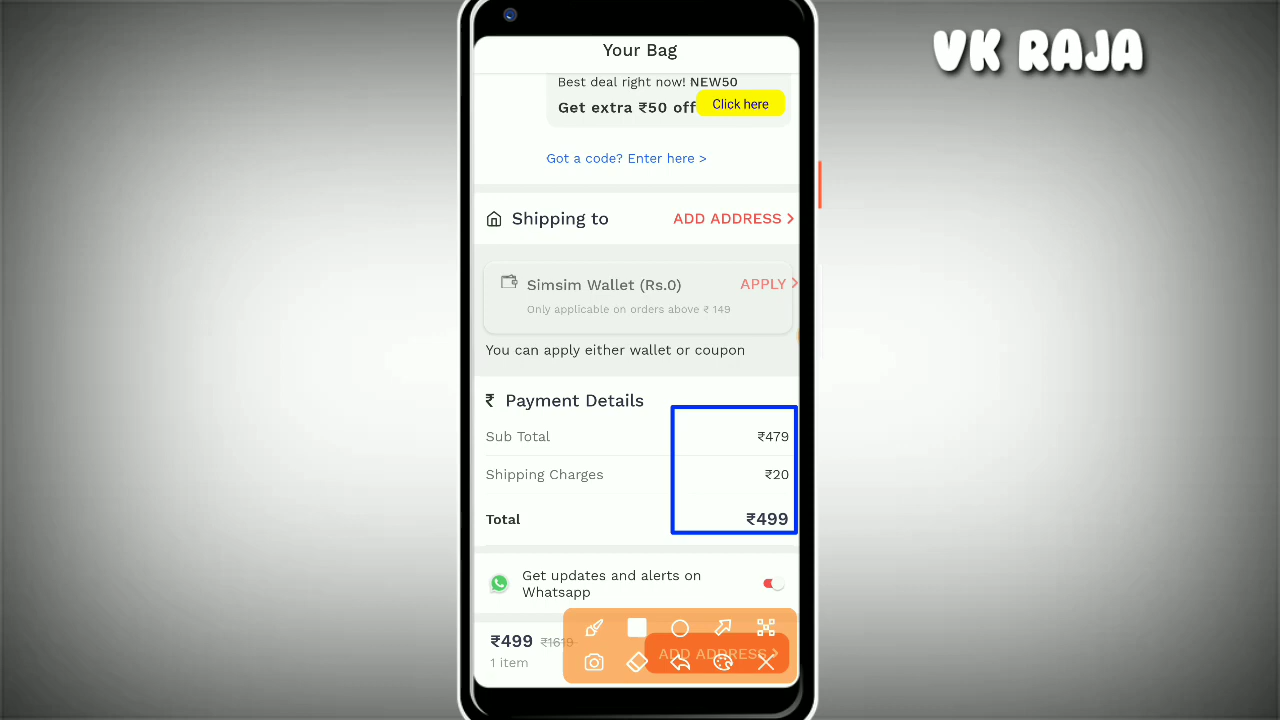 VK RAJA
Your Bag
Best deal right now! NEW50
Get extra ₹50 off
Click here
Got a code? Enter here >
Shipping to
ADD ADDRESS >
Simsim Wallet (Rs.0)
APPLY >
Only applicable on orders above ₹ 149
You can apply either wallet or coupon
₹ Payment Details
Sub Total ₹479
Shipping Charges ₹20
Total ₹499
Get updates and alerts on
Whatsapp
₹499 ₹1619
ADD ADDRESS >
1 item